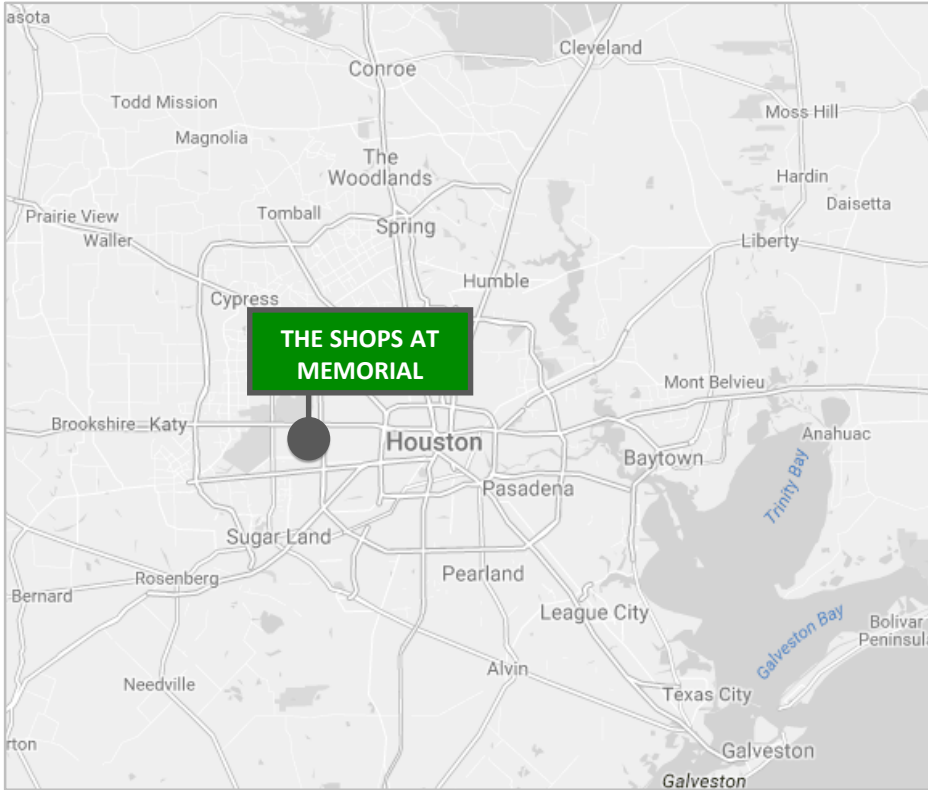 asota
Cleveland
Conroe
Todd Mission
Moss Hill
Magnolia
The
Woodlands
Hardin
Daisetta
Prairie View
Tomball
Spring
Waller
Liberty
Humble
Cypress
THE SHOPS AT
MEMORIAL
Mont Belvieu
Brookshire
Katy
Houston
Anahuac
Baytown
Trinity Bay
Pasadena
Sugar Land
Rosenberg
Pearland
Bernard
League City
Galveston Bay
Bolivar
Peninsula
Alvin
Needville
Texas City
rton
Galveston
Galveston